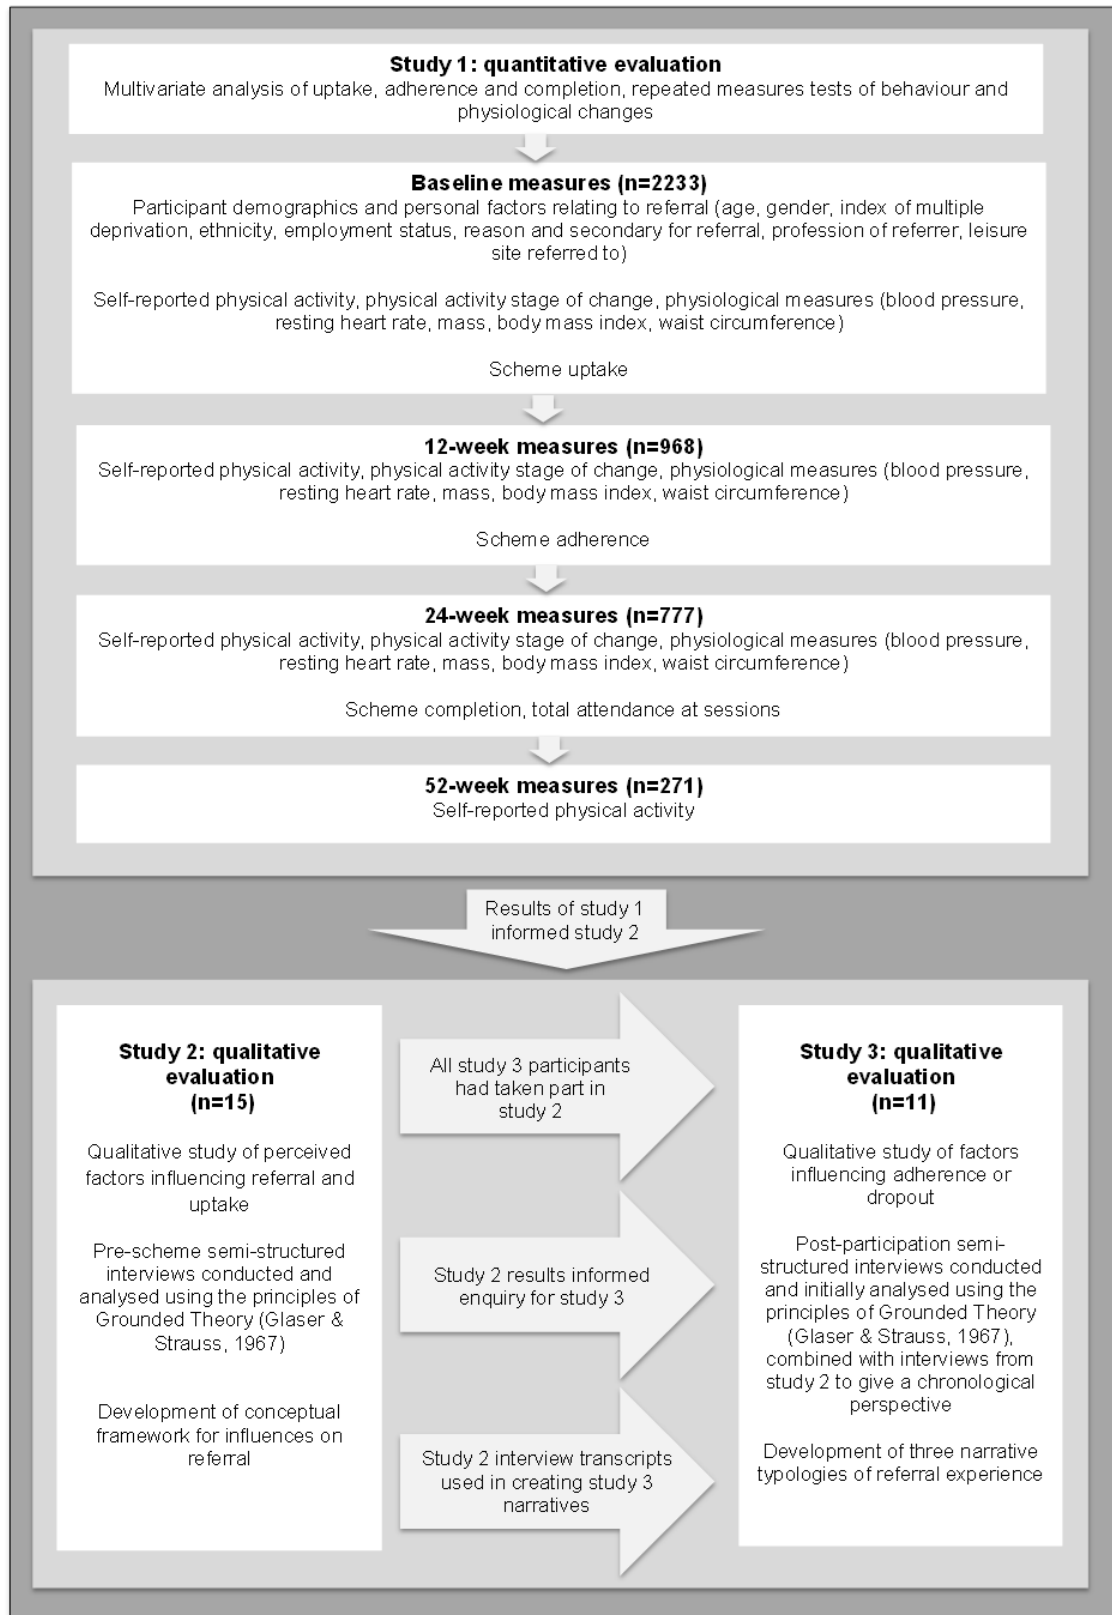 Study 1: quantitative evaluation
Multivariate analysis of uptake, adherence and completion, repeated measures tests of behaviour and
physiological changes
Baseline measures (n=2233)
Participant demographics and personal factors relating to referral (age, gender, index of multiple
deprivation, ethnicity, employment status, reason and secondary for referral, profession of referrer, leisure
site referred to)
Self-reported physical activity, physical activity stage of change, physiological measures (blood pressure,
resting heart rate, mass, body mass index, waist circumference)
Scheme uptake
12-week measures (n=968)
Self-reported physical activity, physical activity stage of change, physiological measures (blood pressure,
resting heart rate, mass, body mass index, waist circumference)
Scheme adherence
24-week measures (n=777)
Self-reported physical activity, physical activity stage of change, physiological measures (blood pressure,
resting heart rate, mass, body mass index, waist circumference)
Scheme completion, total attendance at sessions
52-week measures (n=271)
Self-reported physical activity
Results of study 1
informed study 2
Study 2: qualitative
evaluation
(n=15)
Qualitative study of perceived
factors influencing referral and
uptake
Pre-scheme semi-structured
interviews conducted and
analysed using the principles of
Grounded Theory (Glaser &
Strauss, 1967)
Development of conceptual
framework for influences on
referral
All study 3 participants
had taken part in
study 2
Study 2 results informed
enquiry for study 3
Study 2 interview transcripts
used in creating study 3
narratives
Study 3: qualitative
evaluation
(n=11)
Qualitative study of factors
influencing adherence or
dropout
Post-participation semi-
structured interviews conducted
and initially analysed using the
principles of Grounded Theory
(Glaser & Strauss, 1967),
combined with interviews from
study 2 to give a chronological
perspective
Development of three narrative
typologies of referral experience